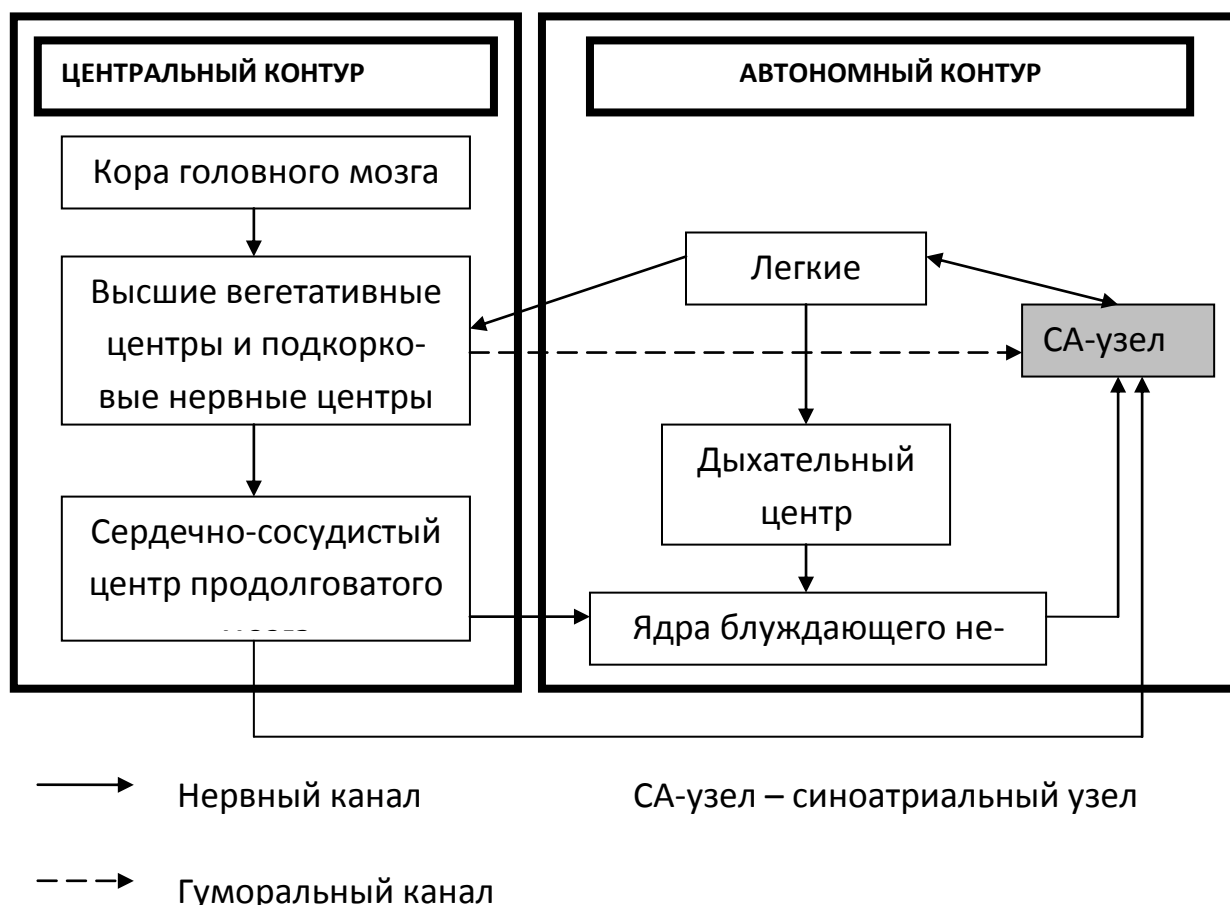 ЦЕНТРАЛЬНЫЙ КОНТУР
АВТОНОМНЫЙ КОНТУР
Кора головного мозга
Высшие вегетативные
центры и подкорко-
вые нервные центры
Сердечно-сосудистый
центр продолговатого
Легкие
СА-узел
Дыхательный
центр
Ядра блуждающего не-
Нервный канал
СА-узел – синоатриальный узел
Гуморальный канал